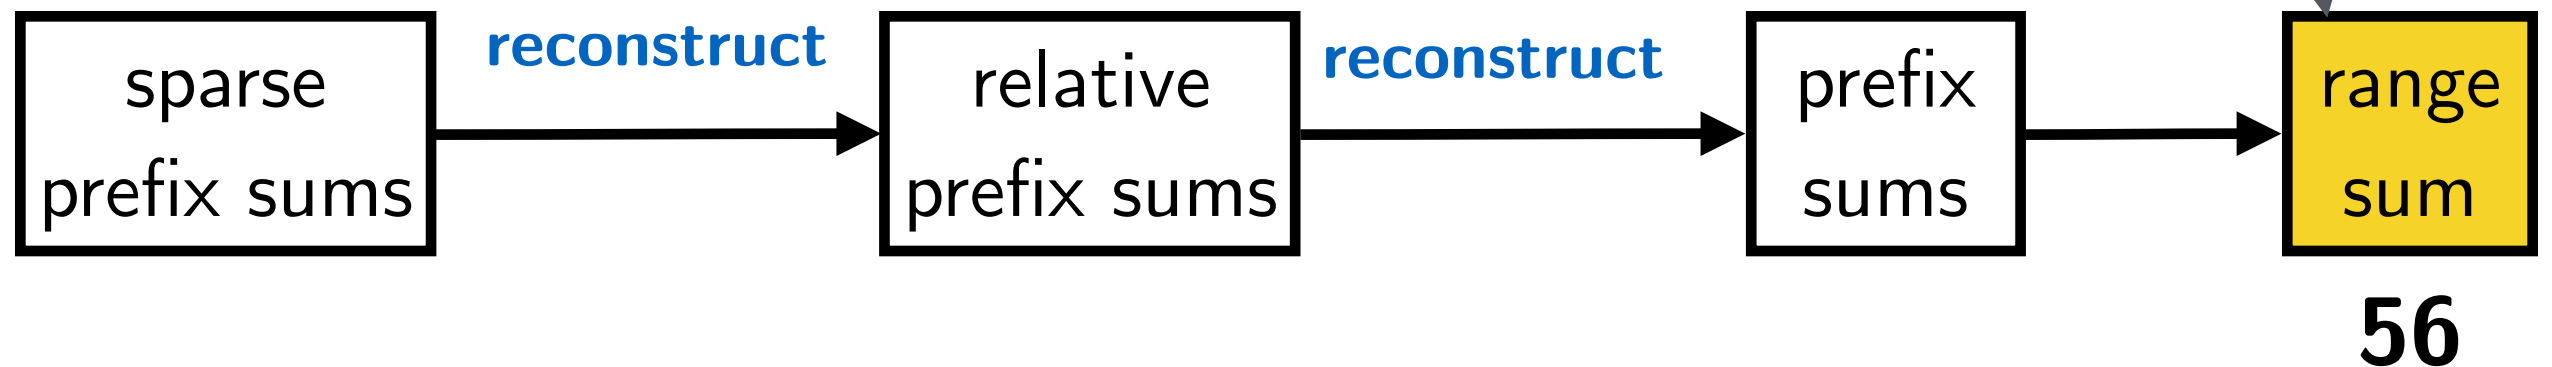 sparse
prefix sums
reconstruct
relative
prefix sums
reconstruct
prefix
sums
range
sum
56